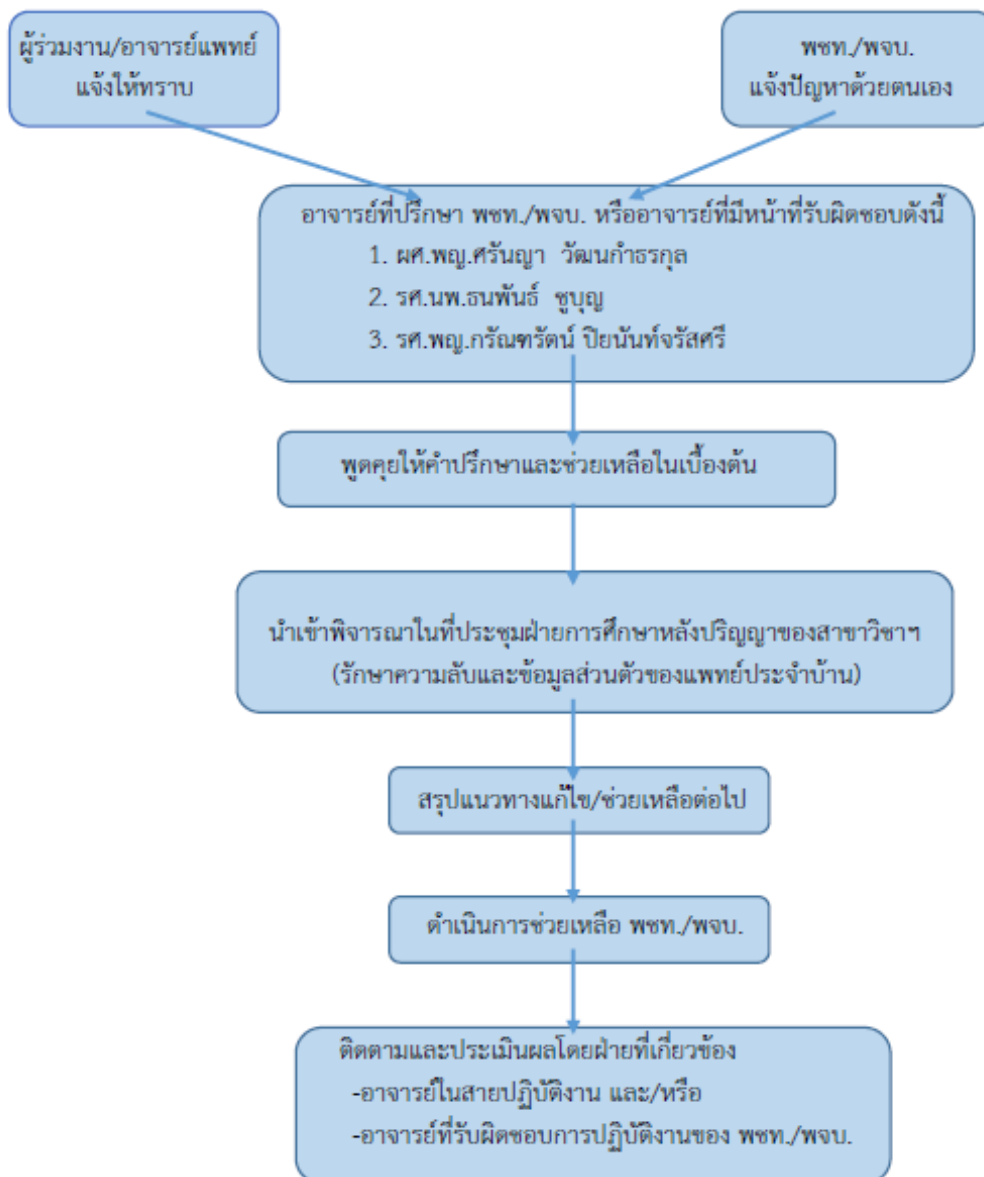 ผู้ร่วมงาน/อาจารย์แพทย์
แจ้งให้ทราบ
พชท./พจบ.
แจ้งปัญหาด้วยตนเอง
อาจารย์ที่ปรึกษา พชท./พจบ. หรืออาจารย์ที่มีหน้าที่รับผิดชอบดังนี้
1. ผศ.พญ.ศรันญา วัฒนกำธรกุล
2. รศ.นพ.ธนพันธ์ ชูบุญ
3. รศ.พญ.กรัณฑรัตน์ ปิยนันท์จรัสศรี
พูดคุยให้คำปรึกษาและช่วยเหลือในเบื้องต้น
นำเข้าพิจารณาในที่ประชุมฝ่ายการศึกษาหลังปริญญาของสาขาวิชาฯ
(รักษาความลับและข้อมูลส่วนตัวของแพทย์ประจำบ้าน)
สรุปแนวทางแก้ไข/ช่วยเหลือต่อไป
ดำเนินการช่วยเหลือ พชท./พจบ.
ติดตามและประเมินผลโดยฝ่ายที่เกี่ยวข้อง
-อาจารย์ในสายปฏิบัติงาน และ/หรือ
-อาจารย์ที่รับผิดชอบการปฏิบัติงานของ พชท./พจบ.